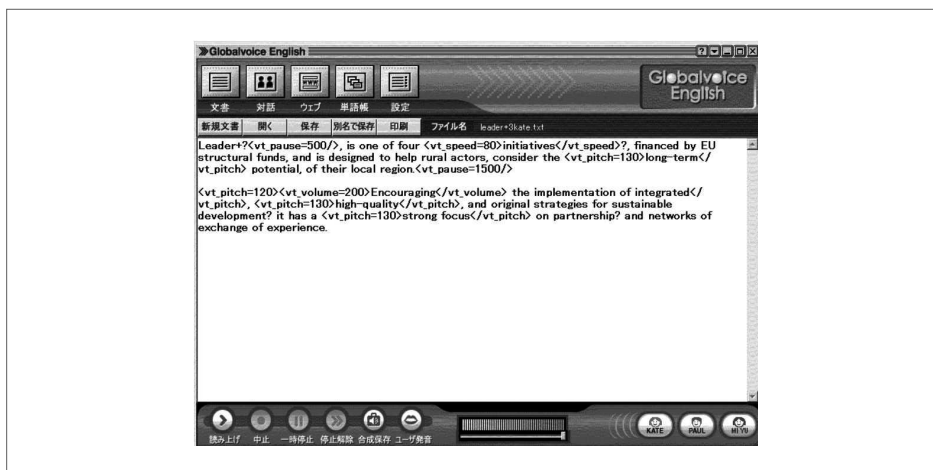 Globalvoice English
文書 対話 ウェブ 単語帳 設定
Globalvoice
English
新規文書 開く 保存 別名で保存 印刷 ファイル名 leader+3kate.txt
Leader+?<vt_pause=500/>, is one of four <vt_speed=80>initiatives</vt_speed>?, financed by EU
structural funds, and is designed to help rural actors, consider the <vt_pitch=130>long-term</
vt_pitch> potential, of their local region.<vt_pause=1500/>
<vt_pitch=120><vt_volume=200>Encouraging</vt_volume> the implementation of integrated</
vt_pitch>, <vt_pitch=130>high-quality</vt_pitch>, and original strategies for sustainable
development? it has a <vt_pitch=130>strong focus</vt_pitch> on partnership? and networks of
exchange of experience.
読み上げ 中止 一時停止 停止解除 合成保存 ユーザ発音
KATE PAUL MI YU